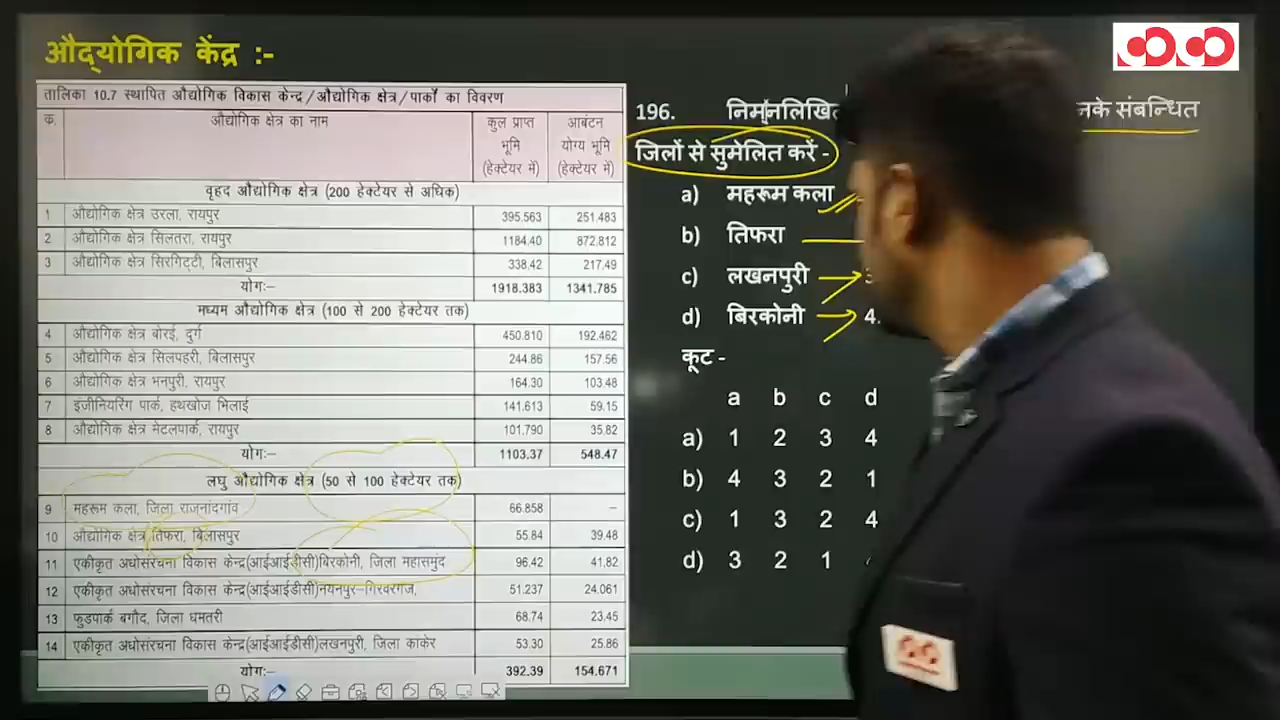 औद्योगिक केंद्र :-
तालिका 10.7 स्थापित औद्योगिक विकास केन्द्र/औद्योगिक क्षेत्र/पार्कों का विवरण
क. औद्योगिक क्षेत्र का नाम कुल प्राप्त भूमि (हेक्टेयर में) आबंटन योग्य भूमि (हेक्टेयर में)
वृहद औद्योगिक क्षेत्र (200 हेक्टेयर से अधिक)
1 औद्योगिक क्षेत्र उरला, रायपुर 395.563 251.483
2 औद्योगिक क्षेत्र सिलतरा, रायपुर 1184.40 872.812
3 औद्योगिक क्षेत्र सिरगिट्टी, बिलासपुर 338.42 217.49
योगः- 1918.383 1341.785
मध्यम औद्योगिक क्षेत्र (100 से 200 हेक्टेयर तक)
4 औद्योगिक क्षेत्र बोरई, दुर्ग 450.810 192.462
5 औद्योगिक क्षेत्र सिलपहरी, बिलासपुर 244.86 157.56
6 औद्योगिक क्षेत्र भनपुरी, रायपुर 164.30 103.48
7 इंजीनियरिंग पार्क, हथखोज भिलाई 141.613 59.15
8 औद्योगिक क्षेत्र मेटलपार्क, रायपुर 101.790 35.82
योगः- 1103.37 548.47
लघु औद्योगिक क्षेत्र (50 से 100 हेक्टेयर तक)
9 महरूम कला, जिला राजनांदगांव 66.858 –
10 औद्योगिक क्षेत्र तिफरा, बिलासपुर 55.84 39.48
11 एकीकृत अधोसंरचना विकास केन्द्र(आईआईडीसी)बिरकोनी, जिला महासमुंद 96.42 41.82
12 एकीकृत अधोसंरचना विकास केन्द्र(आईआईडीसी)नयनपुर-गिरवरगंज, 51.237 24.061
13 फुडपार्क बगौद, जिला धमतरी 68.74 23.45
14 एकीकृत अधोसंरचना विकास केन्द्र(आईआईडीसी)लखनपुरी, जिला कांकेर 53.30 25.86
योगः- 392.39 154.671
196. निम्नलिखित संबन्धित
जिलों से सुमेलित करें -
a) महरूम कला
b) तिफरा
c) लखनपुरी 3
d) बिरकोनी 4.
कूट -
a b c d
a) 1 2 3 4
b) 4 3 2 1
c) 1 3 2 4
d) 3 2 1